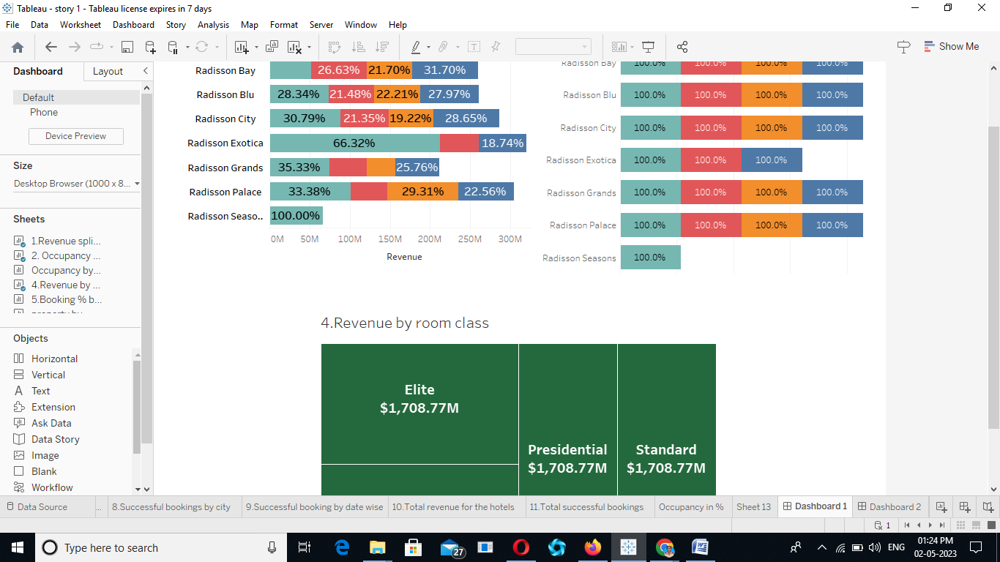 Tableau - story 1 - Tableau license expires in 7 days
File Data Worksheet Dashboard Story Analysis Map Format Server Window Help
Show Me
Dashboard Layout
Default
Phone
Device Preview
Size
Desktop Browser (1000 x 8...
Sheets
1.Revenue spli...
2. Occupancy ...
Occupancy by...
4.Revenue by ...
5.Booking % b...
Objects
Horizontal
Vertical
Text
Extension
Ask Data
Data Story
Image
Blank
Workflow
Radisson Bay 26.63% 21.70% 31.70%
Radisson Blu 28.34% 21.48% 22.21% 27.97%
Radisson City 30.79% 21.35% 19.22% 28.65%
Radisson Exotica 66.32% 18.74%
Radisson Grands 35.33% 25.76%
Radisson Palace 33.38% 29.31% 22.56%
Radisson Seaso.. 100.00%
0M 50M 100M 150M 200M 250M 300M
Revenue
Radisson Bay 100.0% 100.0% 100.0% 100.0%
Radisson Blu 100.0% 100.0% 100.0% 100.0%
Radisson City 100.0% 100.0% 100.0% 100.0%
Radisson Exotica 100.0% 100.0% 100.0%
Radisson Grands 100.0% 100.0% 100.0% 100.0%
Radisson Palace 100.0% 100.0% 100.0% 100.0%
Radisson Seasons 100.0%
4.Revenue by room class
Elite
$1,708.77M
Presidential
$1,708.77M
Standard
$1,708.77M
Data Source ... 8.Successful bookings by city 9.Successful booking by date wise 10.Total revenue for the hotels 11.Total successful bookings Occupancy in % Sheet 13 Dashboard 1 Dashboard 2
1
Type here to search
27
ENG
01:24 PM
02-05-2023